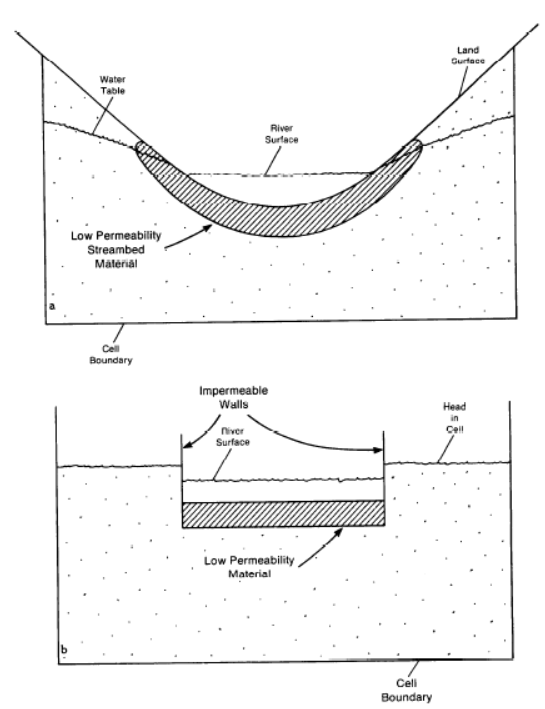 Land
Surface
Water
Table
River
Surface
Low Permeability
Streambed
Material
a
Cell
Boundary
Impermeable
Walls
Head
in
Cell
River
Surface
Low Permeability
Material
b
Cell
Boundary